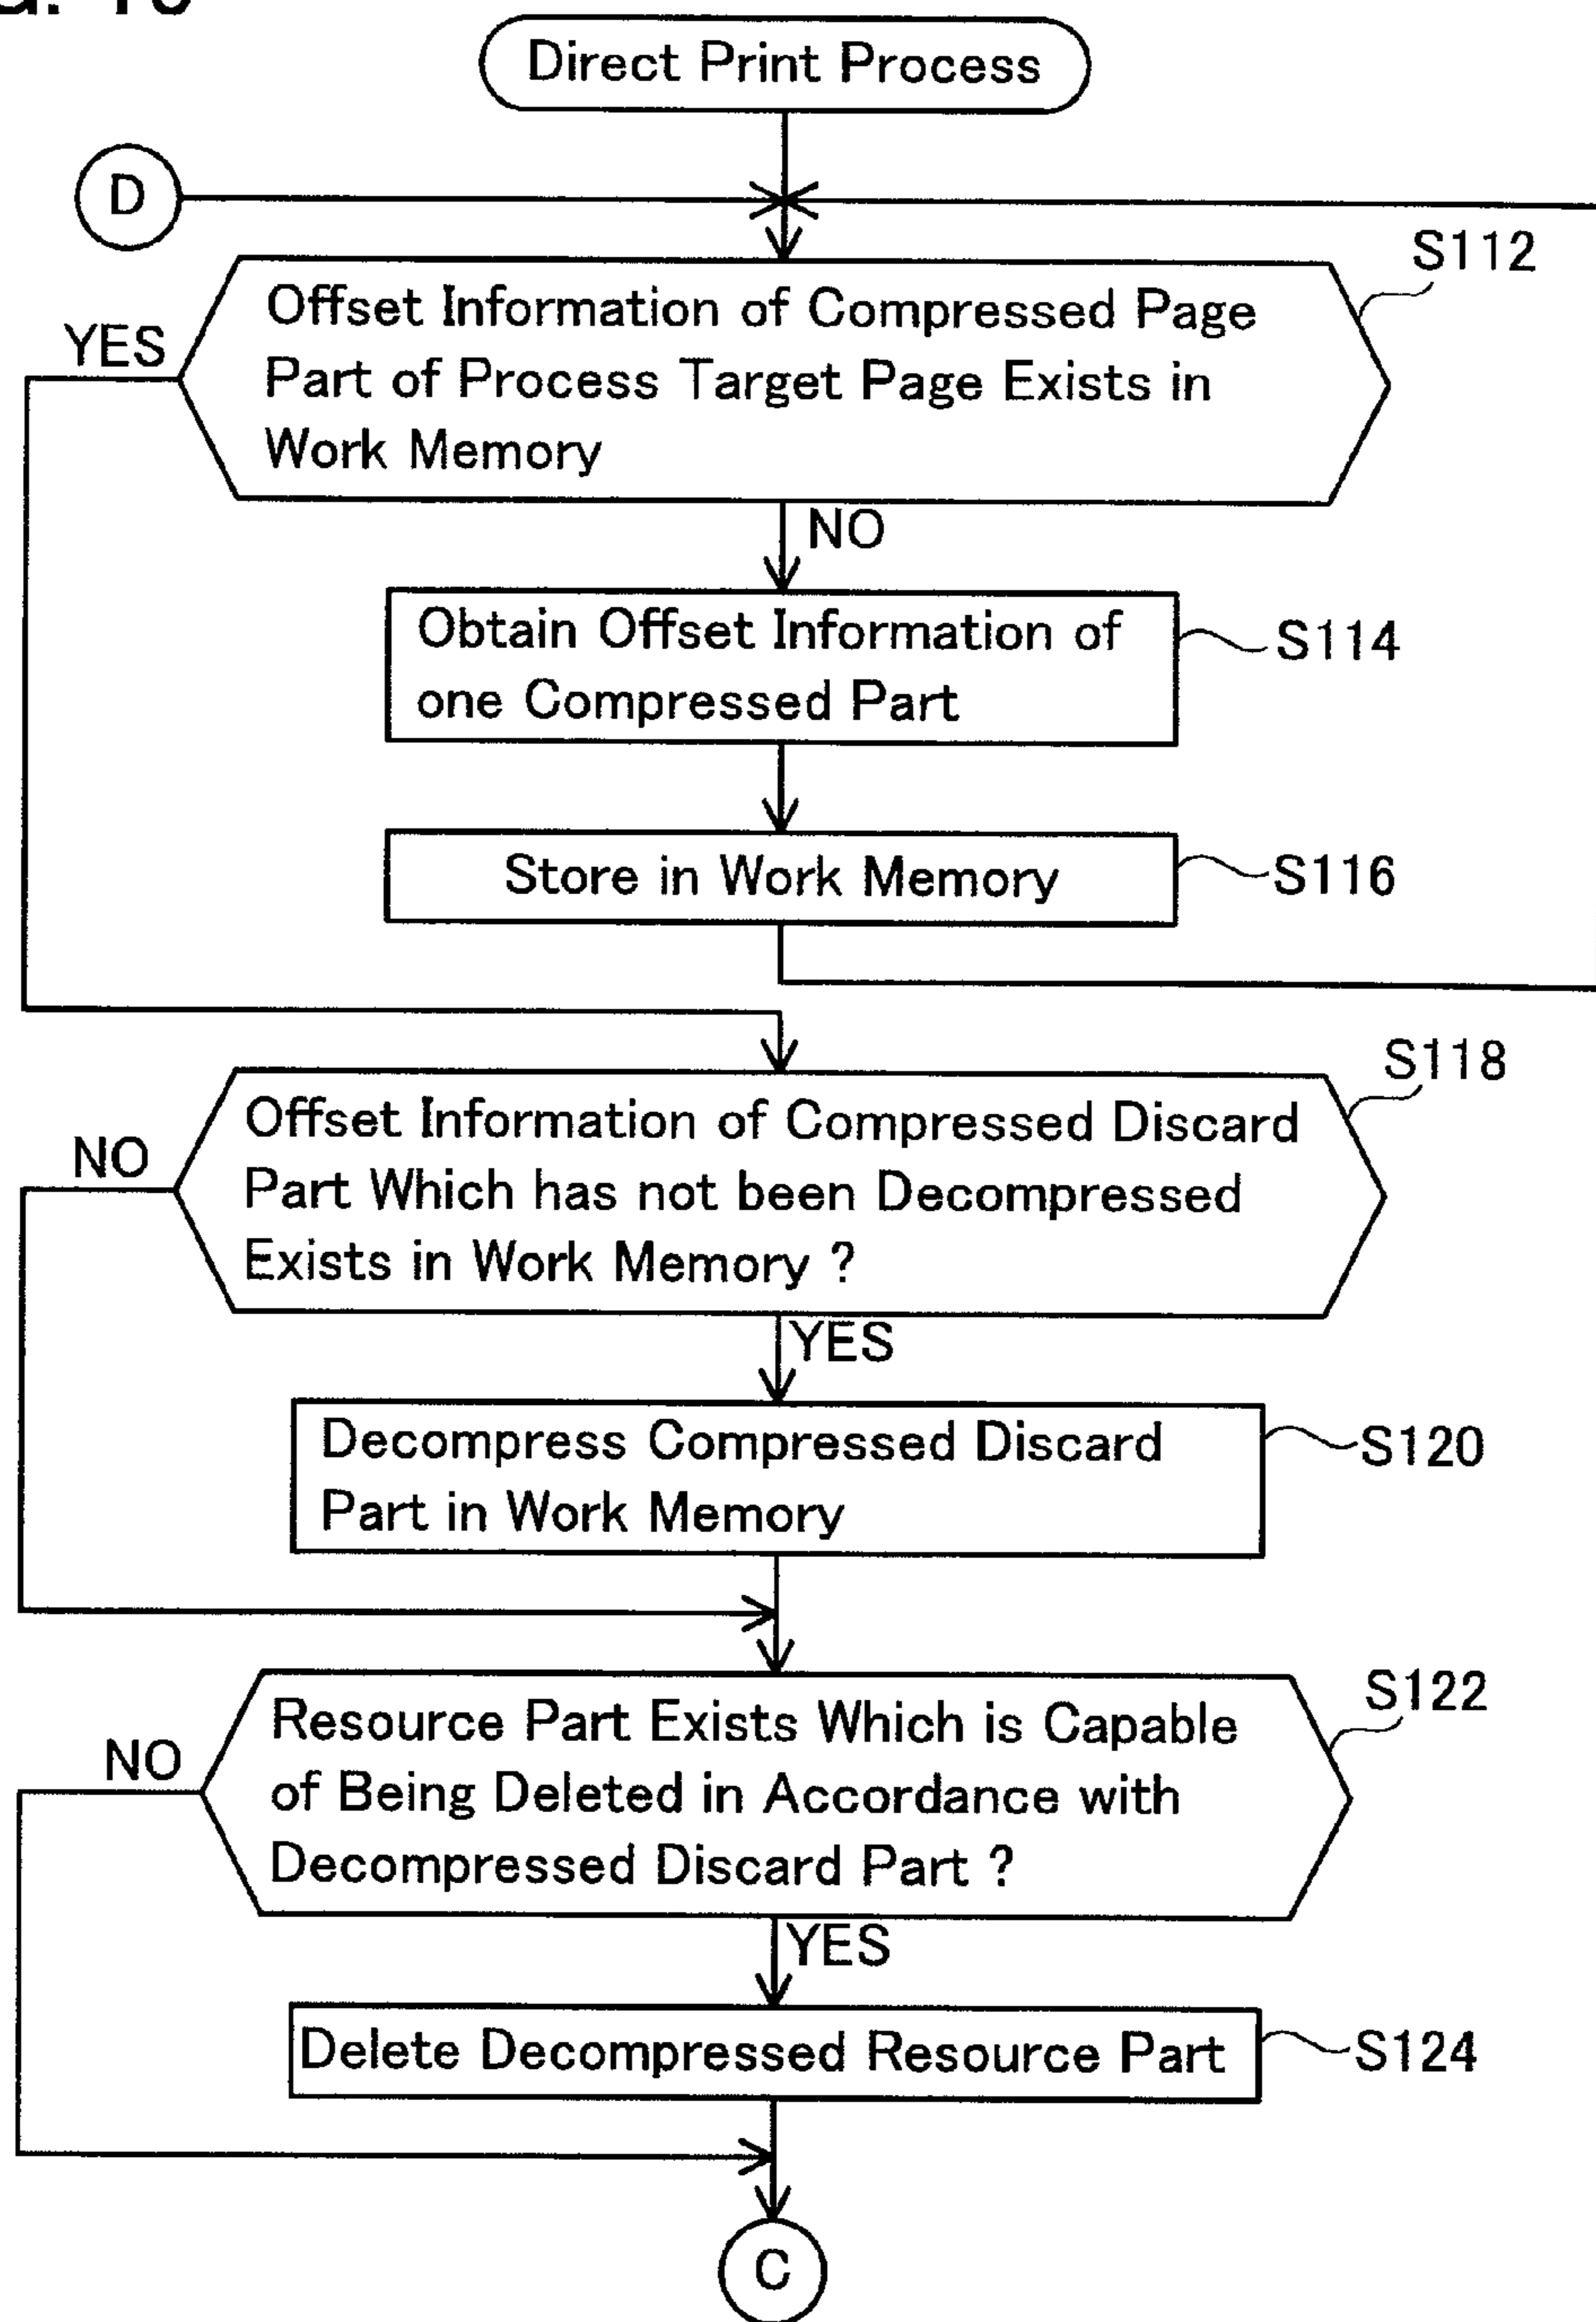 Direct Print Process
D
S112
Offset Information of Compressed Page
Part of Process Target Page Exists in
Work Memory
YES
NO
Obtain Offset Information of
one Compressed Part
S114
Store in Work Memory
S116
S118
Offset Information of Compressed Discard
Part Which has not been Decompressed
Exists in Work Memory ?
NO
YES
Decompress Compressed Discard
Part in Work Memory
S120
S122
Resource Part Exists Which is Capable
of Being Deleted in Accordance with
Decompressed Discard Part ?
NO
YES
Delete Decompressed Resource Part
S124
C